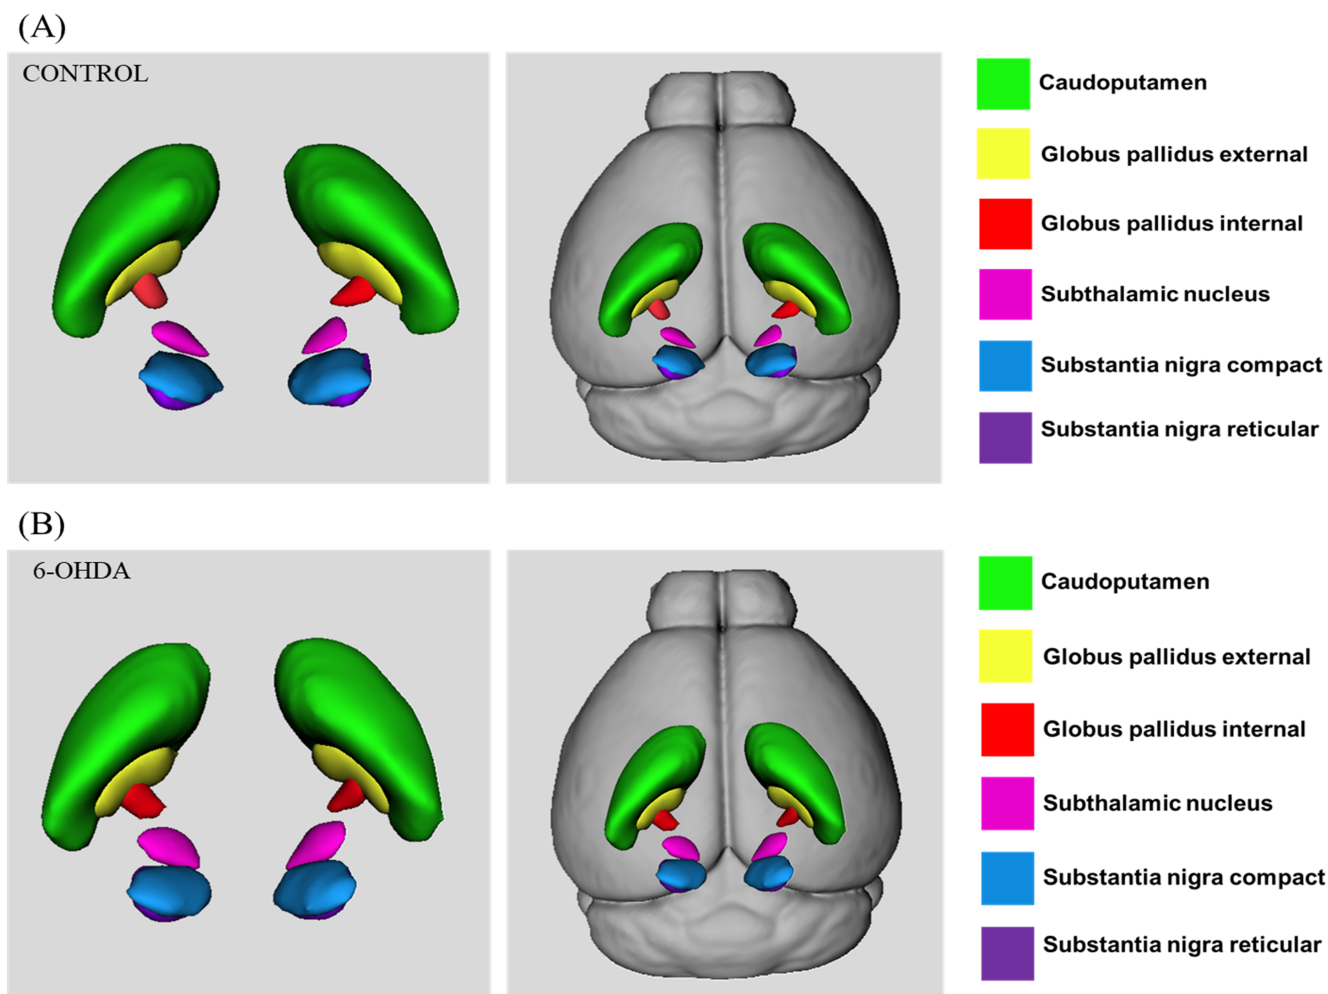 (A)
CONTROL
Caudoputamen
Globus pallidus external
Globus pallidus internal
Subthalamic nucleus
Substantia nigra compact
Substantia nigra reticular
(B)
6-OHDA
Caudoputamen
Globus pallidus external
Globus pallidus internal
Subthalamic nucleus
Substantia nigra compact
Substantia nigra reticular